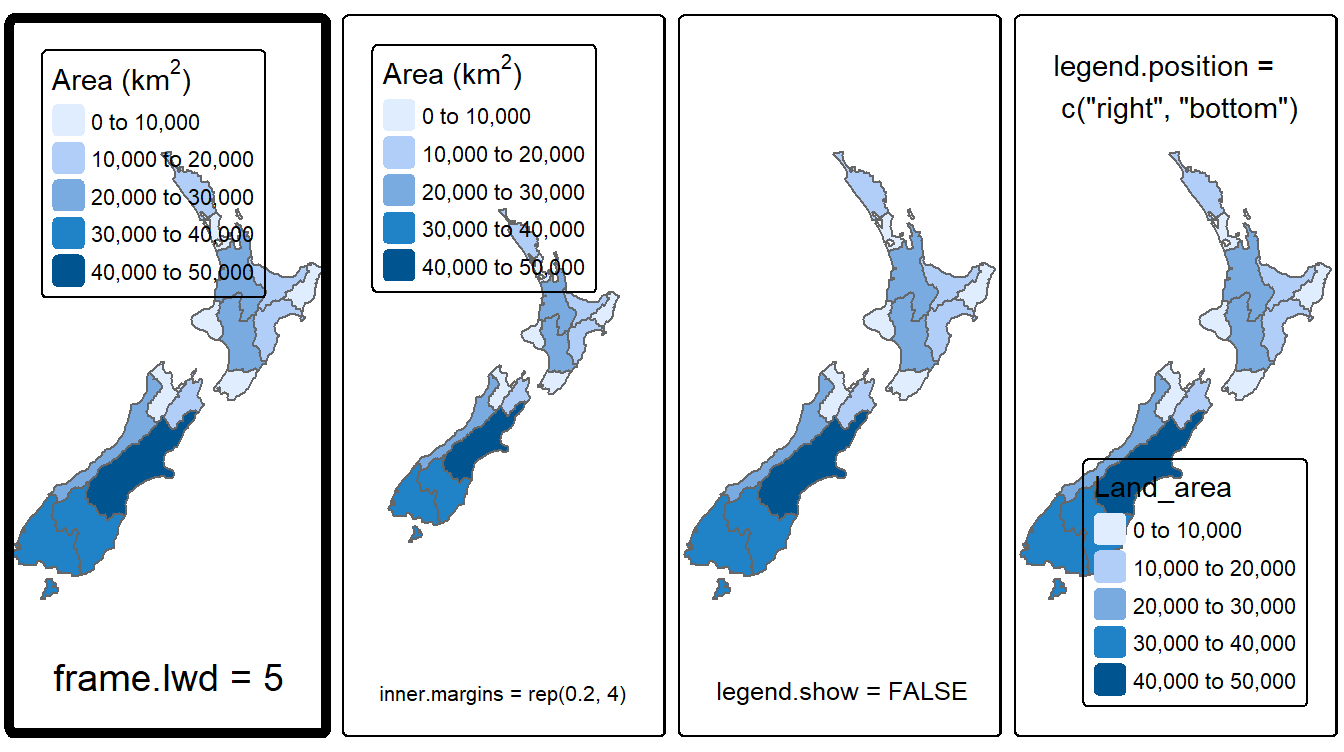 Area (km²)
0 to 10,000
10,000 to 20,000
20,000 to 30,000
30,000 to 40,000
40,000 to 50,000
frame.lwd = 5
Area (km²)
0 to 10,000
10,000 to 20,000
20,000 to 30,000
30,000 to 40,000
40,000 to 50,000
inner.margins = rep(0.2, 4)
legend.show = FALSE
legend.position =
c("right", "bottom")
Land_area
0 to 10,000
10,000 to 20,000
20,000 to 30,000
30,000 to 40,000
40,000 to 50,000